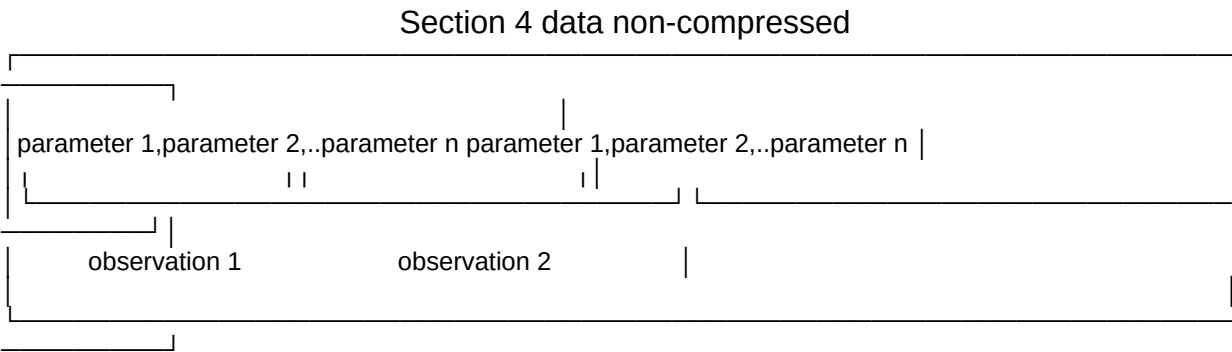 Section 4 data non-compressed
parameter 1,parameter 2,..parameter n parameter 1,parameter 2,..parameter n
observation 1 observation 2